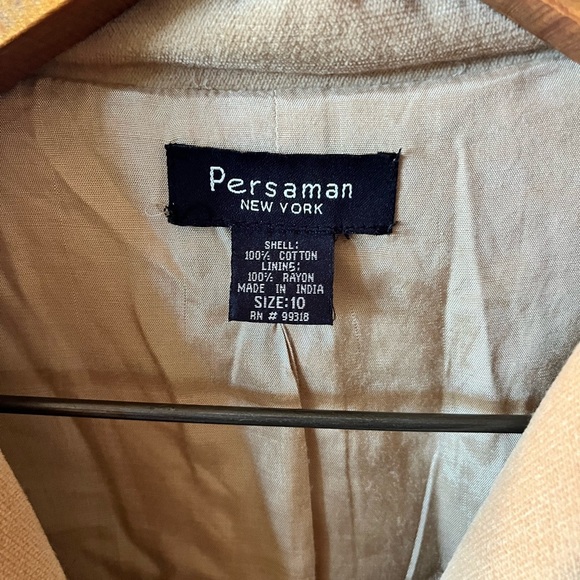 Persaman
NEW YORK
SHELL:
100% COTTON
LINING:
100% RAYON
MADE IN INDIA
SIZE:10
RN # 99318